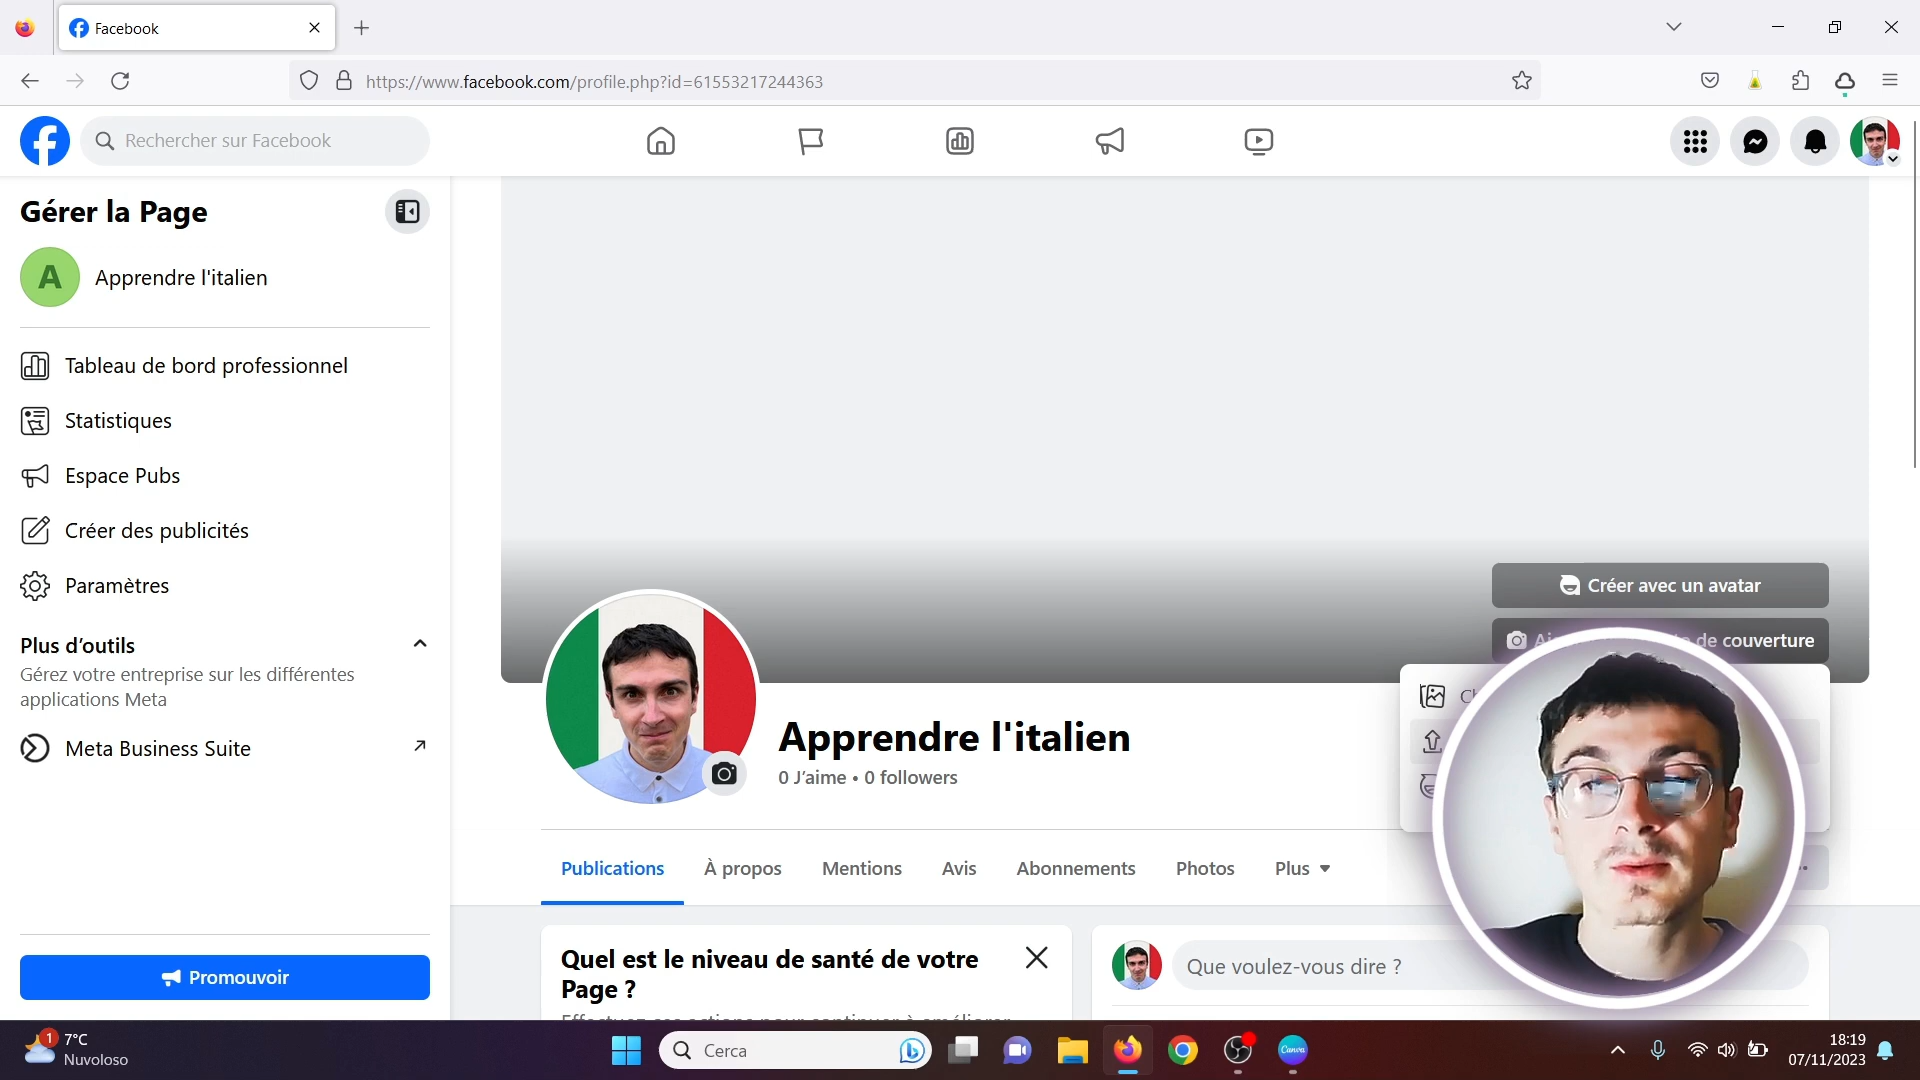 Facebook
https://www.facebook.com/profile.php?id=61553217244363
Rechercher sur Facebook
Gérer la Page
A
Apprendre l'italien
Tableau de bord professionnel
Statistiques
Espace Pubs
Créer des publicités
Paramètres
Plus d’outils
Gérez votre entreprise sur les différentes
applications Meta
Meta Business Suite
Promouvoir
Créer avec un avatar
de couverture
Apprendre l'italien
0 J’aime • 0 followers
Publications
À propos
Mentions
Avis
Abonnements
Photos
Plus
Quel est le niveau de santé de votre
Page ?
Que voulez-vous dire ?
1
7°C
Nuvoloso
Cerca
Canva
18:19
07/11/2023